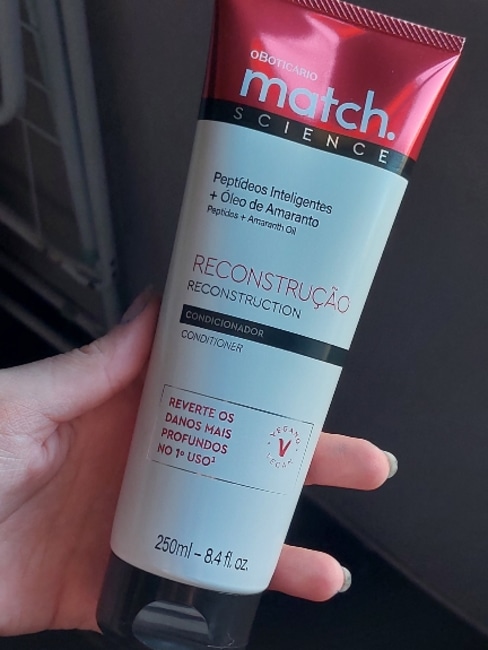 oBOTICÁRIO
match.
SCIENCE
Peptídeos Inteligentes
+ Óleo de Amaranto
Peptides + Amaranth Oil
RECONSTRUÇÃO
RECONSTRUCTION
CONDICIONADOR
CONDITIONER
REVERTE OS
DANOS MAIS
PROFUNDOS
NO 1º USO²
VEGANO
V
VEGAN
250ml – 8.4 fl. oz.